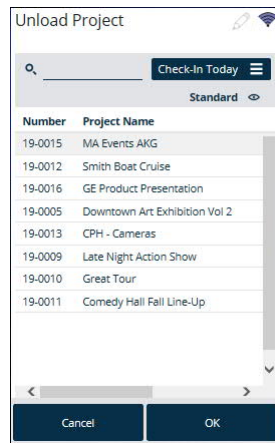 Unload Project
Check-In Today
Standard
Number Project Name
19-0015 MA Events AKG
19-0012 Smith Boat Cruise
19-0016 GE Product Presentation
19-0005 Downtown Art Exhibition Vol 2
19-0013 CPH - Cameras
19-0009 Late Night Action Show
19-0010 Great Tour
19-0011 Comedy Hall Fall Line-Up
Cancel OK